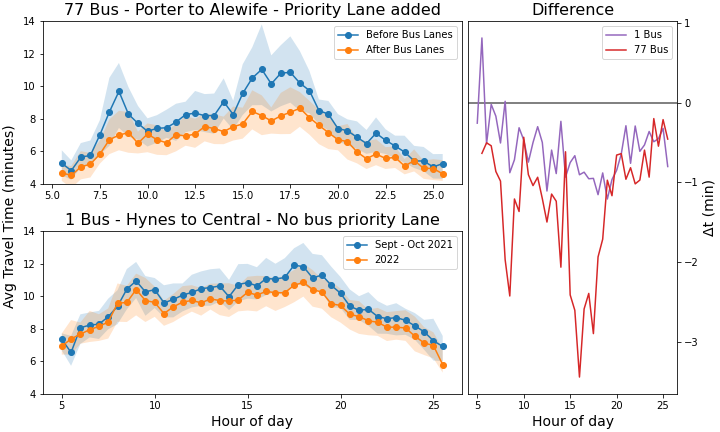 77 Bus - Porter to Alewife - Priority Lane added
Before Bus Lanes
After Bus Lanes
14
12
10
8
6
4
5.0 7.5 10.0 12.5 15.0 17.5 20.0 22.5 25.0
Avg Travel Time (minutes)
1 Bus - Hynes to Central - No bus priority Lane
Sept - Oct 2021
2022
14
12
10
8
6
4
5 10 15 20 25
Hour of day
Difference
1 Bus
77 Bus
1
0
−1
−2
−3
Δt (min)
5 10 15 20 25
Hour of day